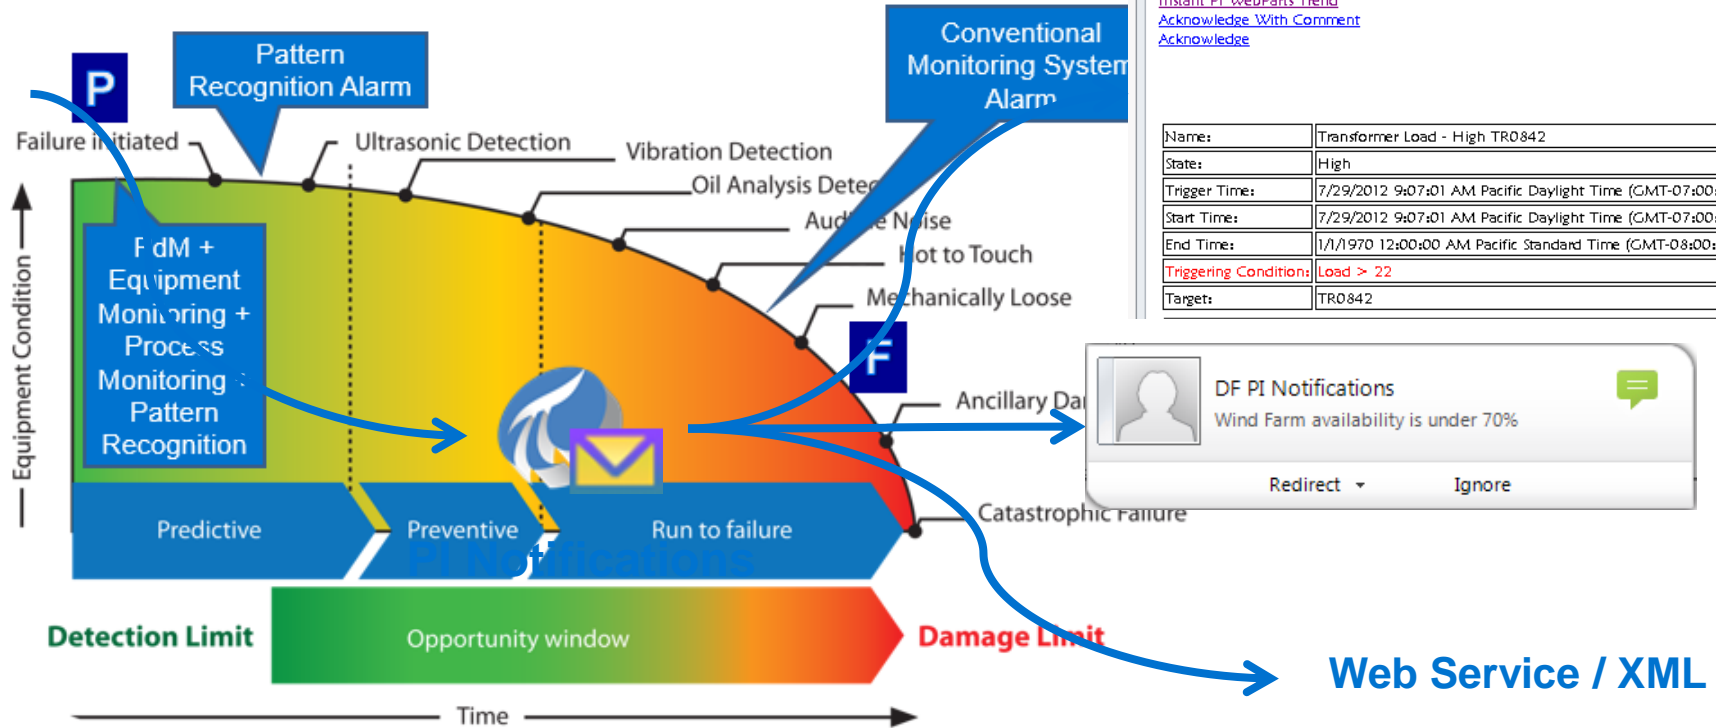 Instant PI WebParts Trend
Acknowledge With Comment
Acknowledge
Conventional
Monitoring System
Alarm
Pattern
Recognition Alarm
P
Failure initiated
Ultrasonic Detection
Vibration Detection
Oil Analysis Detec
Audible Noise
Hot to Touch
Mechanically Loose
F
Ancillary Da
Catastrophic Failure
Equipment Condition
PdM +
Equipment
Monitoring +
Process
Monitoring +
Pattern
Recognition
Name: Transformer Load - High TR0842
State: High
Trigger Time: 7/29/2012 9:07:01 AM Pacific Daylight Time (GMT-07:00:
Start Time: 7/29/2012 9:07:01 AM Pacific Daylight Time (GMT-07:00:
End Time: 1/1/1970 12:00:00 AM Pacific Standard Time (GMT-08:00:
Triggering Condition: Load > 22
Target: TR0842
DF PI Notifications
Wind Farm availability is under 70%
Redirect Ignore
Predictive
Preventive
Run to failure
PI Notifications
Detection Limit
Opportunity window
Damage Limit
Web Service / XML
Time